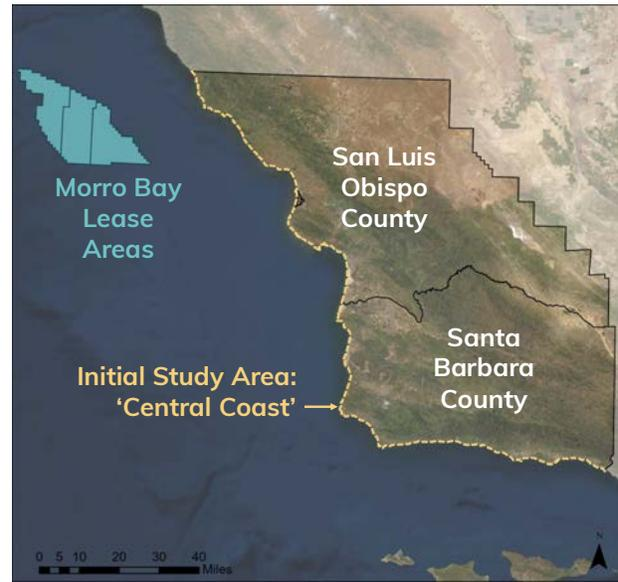 San Luis
Obispo
County
Morro Bay
Lease
Areas
Santa
Barbara
County
Initial Study Area:
‘Central Coast’
N
0 5 10 20 30 40
Miles